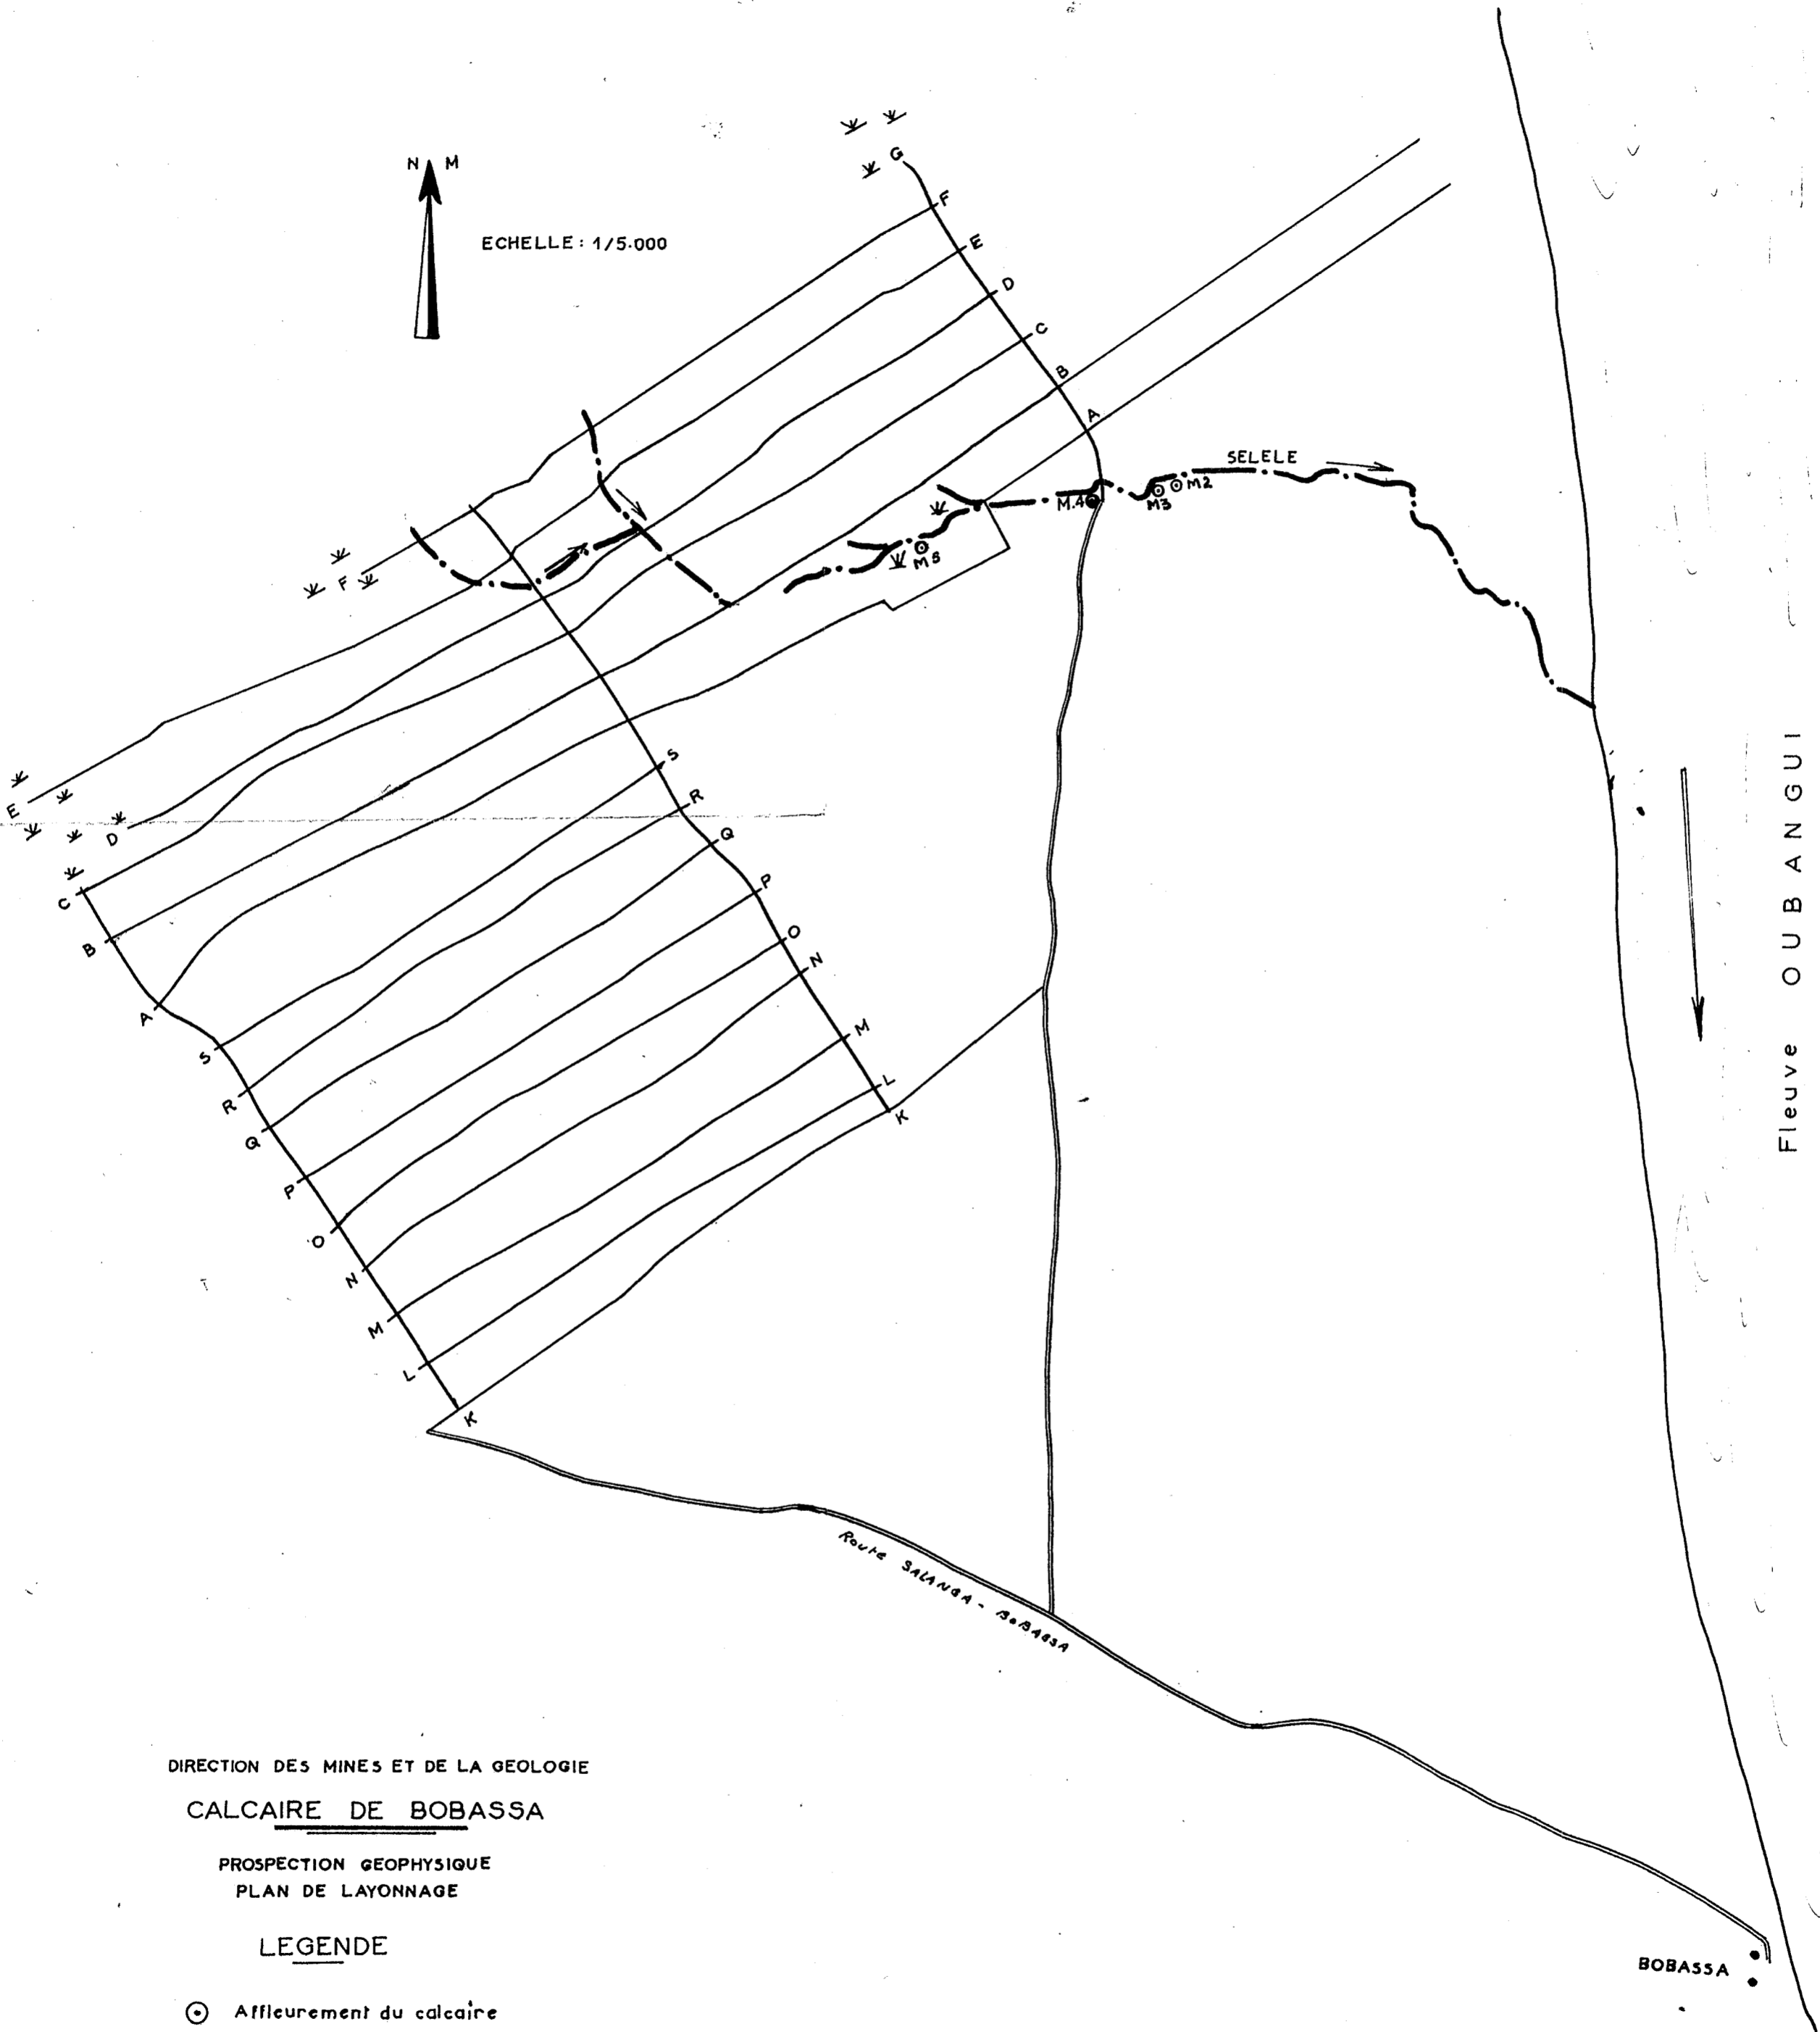 N M
ECHELLE: 1/5.000
G
F
E
D
C
B
A
SELELE
M.4
M3
M2
M5
F
E
D
C
B
A
S
R
Q
P
O
N
M
L
K
S
R
Q
P
O
N
M
L
K
Fleuve OUBANGUI
Route SALANGA - BOBASSA
BOBASSA
DIRECTION DES MINES ET DE LA GEOLOGIE
CALCAIRE DE BOBASSA
PROSPECTION GEOPHYSIQUE
PLAN DE LAYONNAGE
LEGENDE
Affleurement du calcaire